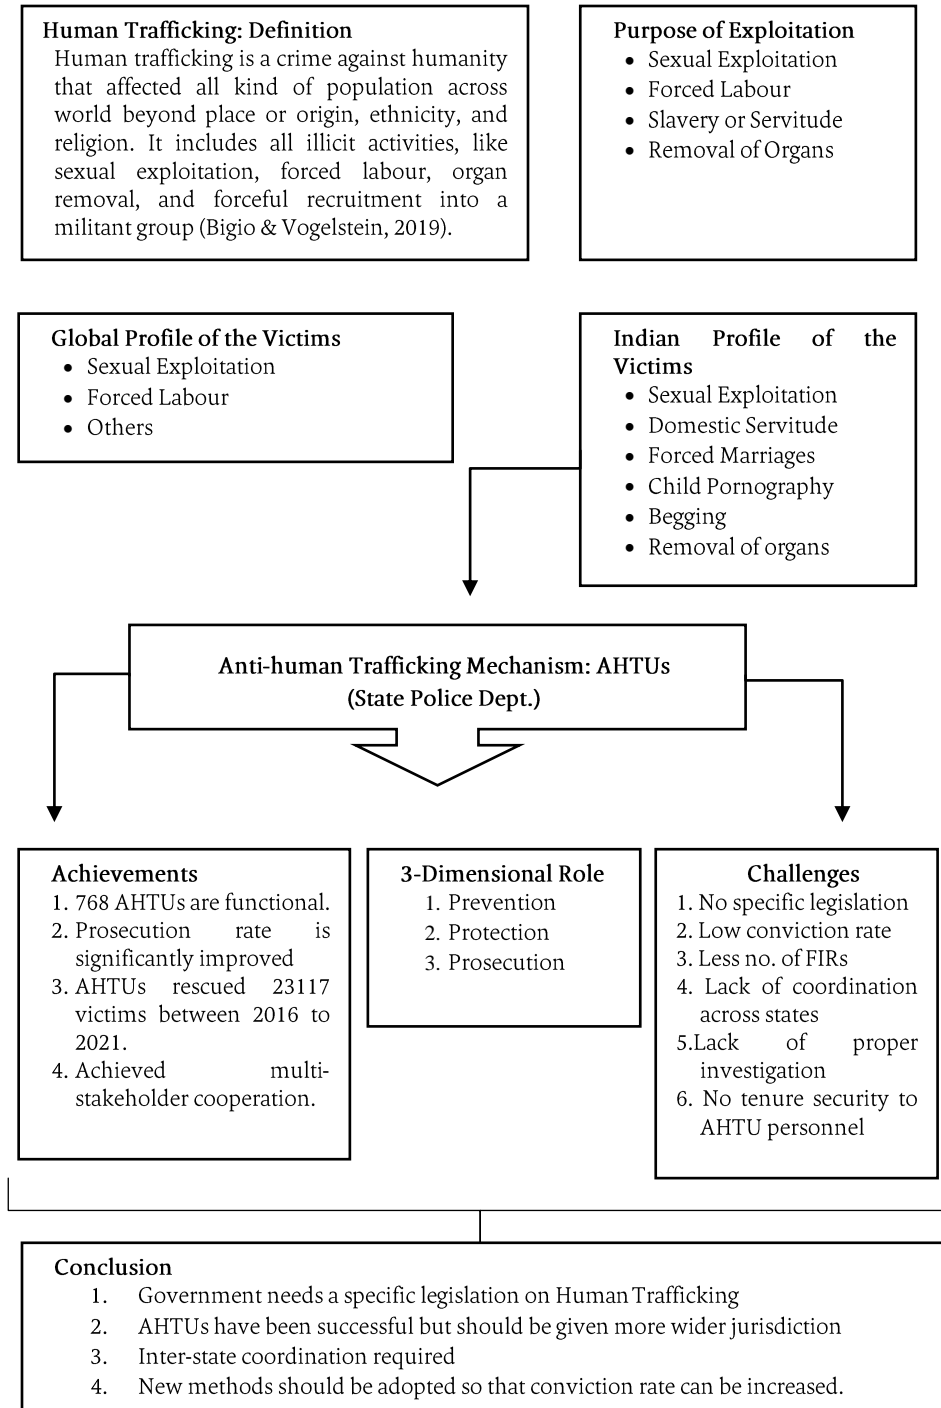 Human Trafficking: Definition
Human trafficking is a crime against humanity
that affected all kind of population across
world beyond place or origin, ethnicity, and
religion. It includes all illicit activities, like
sexual exploitation, forced labour, organ
removal, and forceful recruitment into a
militant group (Bigio & Vogelstein, 2019).
Purpose of Exploitation
• Sexual Exploitation
• Forced Labour
• Slavery or Servitude
• Removal of Organs
Global Profile of the Victims
• Sexual Exploitation
• Forced Labour
• Others
Indian Profile of the
Victims
• Sexual Exploitation
• Domestic Servitude
• Forced Marriages
• Child Pornography
• Begging
• Removal of organs
Anti-human Trafficking Mechanism: AHTUs
(State Police Dept.)
Achievements
1. 768 AHTUs are functional.
2. Prosecution rate is
significantly improved
3. AHTUs rescued 23117
victims between 2016 to
2021.
4. Achieved multi-
stakeholder cooperation.
3-Dimensional Role
1. Prevention
2. Protection
3. Prosecution
Challenges
1. No specific legislation
2. Low conviction rate
3. Less no. of FIRs
4. Lack of coordination
across states
5.Lack of proper
investigation
6. No tenure security to
AHTU personnel
Conclusion
1. Government needs a specific legislation on Human Trafficking
2. AHTUs have been successful but should be given more wider jurisdiction
3. Inter-state coordination required
4. New methods should be adopted so that conviction rate can be increased.